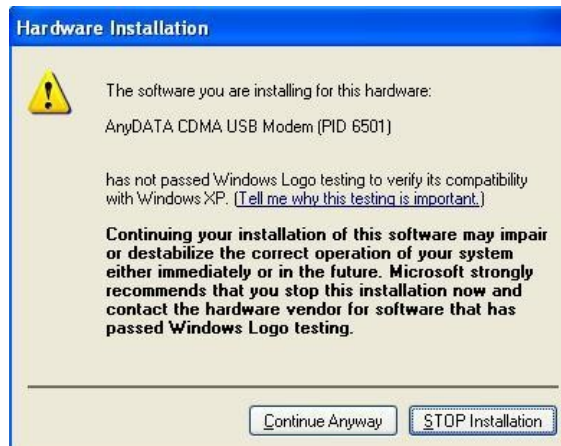 Hardware Installation
The software you are installing for this hardware:
AnyDATA CDMA USB Modem (PID 6501)
has not passed Windows Logo testing to verify its compatibility
with Windows XP. (Tell me why this testing is important.)
Continuing your installation of this software may impair
or destabilize the correct operation of your system
either immediately or in the future. Microsoft strongly
recommends that you stop this installation now and
contact the hardware vendor for software that has
passed Windows Logo testing.
Continue Anyway
STOP Installation